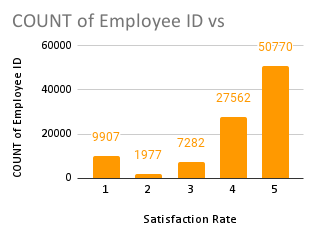 COUNT of Employee ID vs
60000
40000
20000
0
COUNT of Employee ID
9907
1977
7282
27562
50770
1 2 3 4 5
Satisfaction Rate